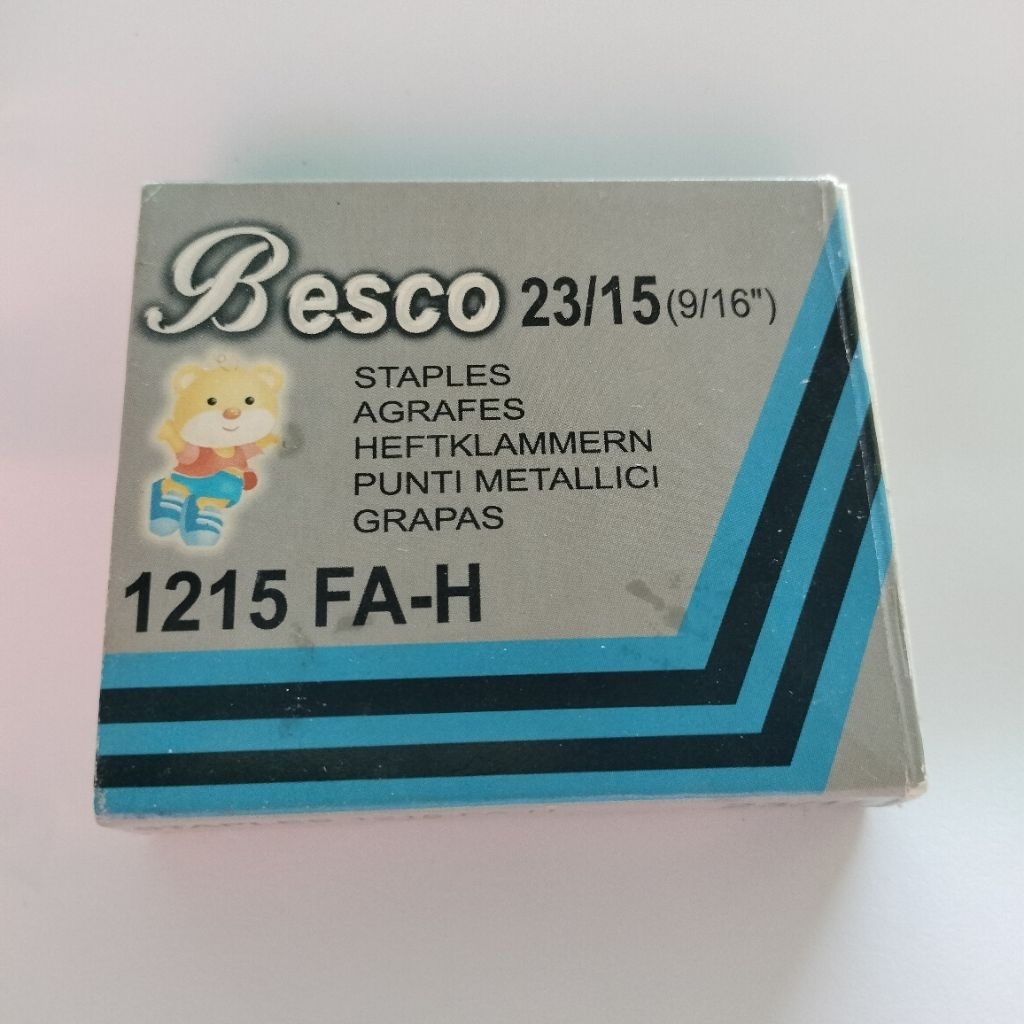 Besco 23/15 (9/16")
STAPLES
AGRAFES
HEFTKLAMMERN
PUNTI METALLICI
GRAPAS
1215 FA-H